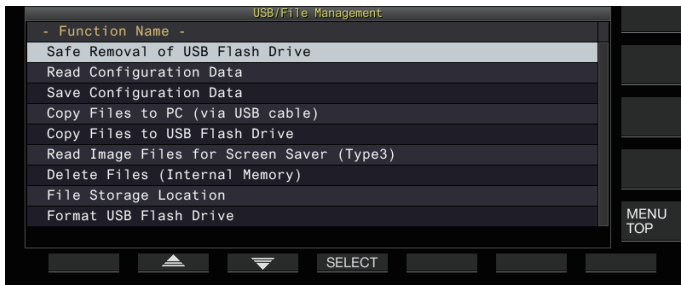 USB/File Management
- Function Name -
Safe Removal of USB Flash Drive
Read Configuration Data
Save Configuration Data
Copy Files to PC (via USB cable)
Copy Files to USB Flash Drive
Read Image Files for Screen Saver (Type3)
Delete Files (Internal Memory)
File Storage Location
Format USB Flash Drive
MENU
TOP
SELECT